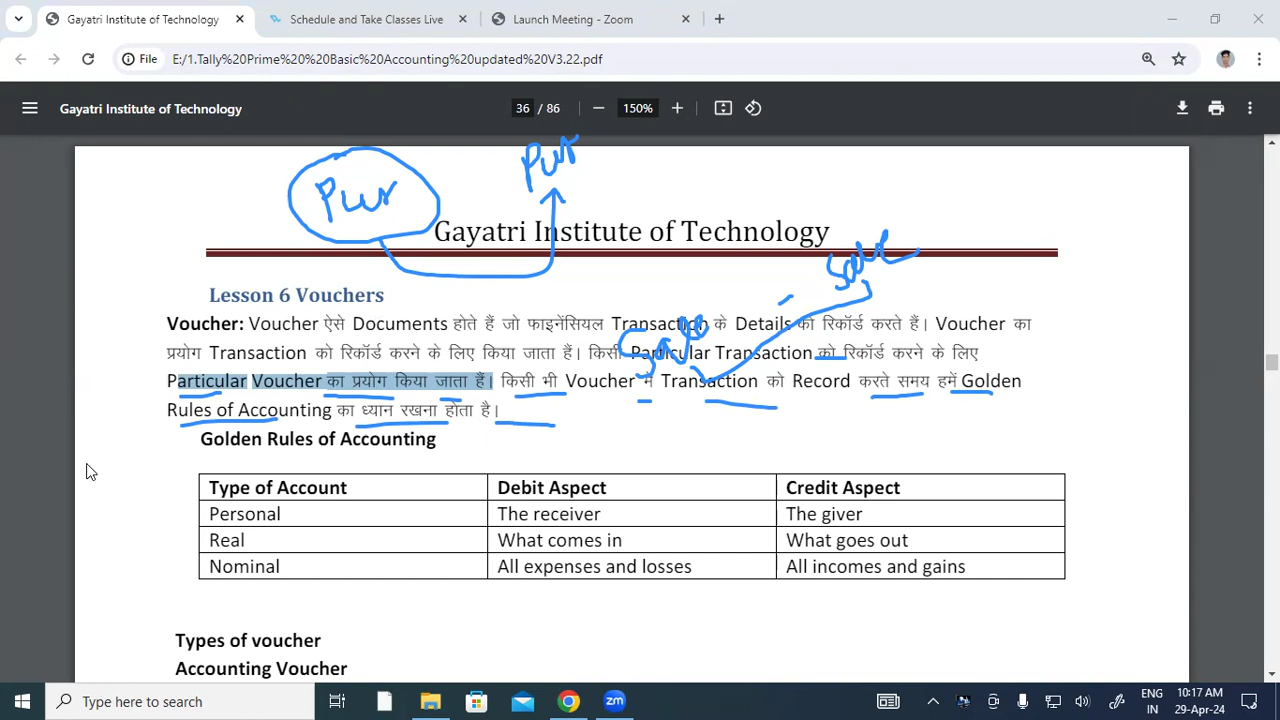 Gayatri Institute of Technology
Schedule and Take Classes Live
Launch Meeting - Zoom
File
E:/1.Tally%20Prime%20%20Basic%20Accounting%20updated%20V3.22.pdf
Gayatri Institute of Technology
36 / 86
150%
Pur
Pur
Gayatri Institute of Technology
Sale
Lesson 6 Vouchers
Voucher: Voucher ऐसे Documents होते हैं जो फाइनेंसियल Transaction के Details को रिकॉर्ड करते हैं। Voucher का
Sale
प्रयोग Transaction को रिकॉर्ड करने के लिए किया जाता हैं। किसी Particular Transaction को रिकॉर्ड करने के लिए
Particular Voucher का प्रयोग किया जाता हैं। किसी भी Voucher में Transaction को Record करते समय हमें Golden
Rules of Accounting का ध्यान रखना होता है।
Golden Rules of Accounting
Type of Account Debit Aspect Credit Aspect
Personal The receiver The giver
Real What comes in What goes out
Nominal All expenses and losses All incomes and gains
Types of voucher
Accounting Voucher
Type here to search
ENG
IN
10:17 AM
29-Apr-24
zm